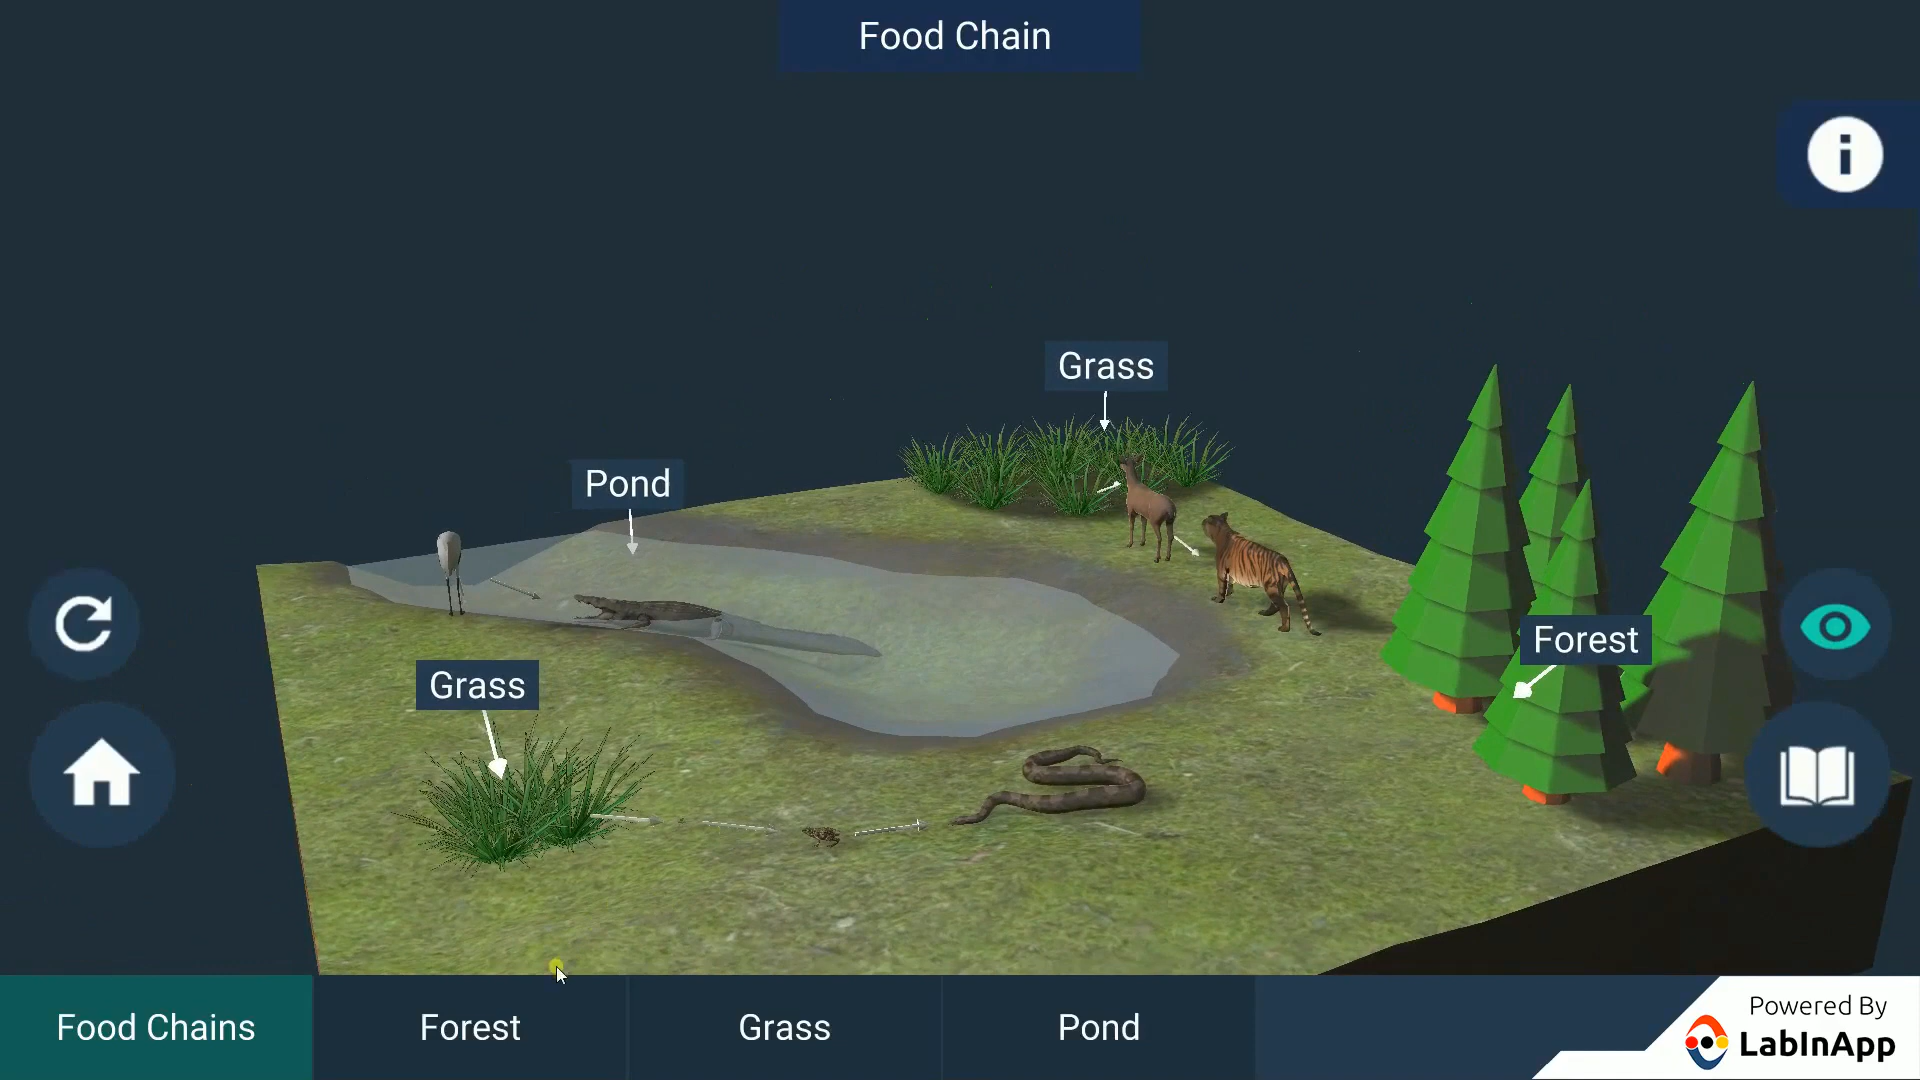 Food Chain
Grass
Pond
Forest
Grass
Food Chains
Forest
Grass
Pond
Powered By
LabInApp